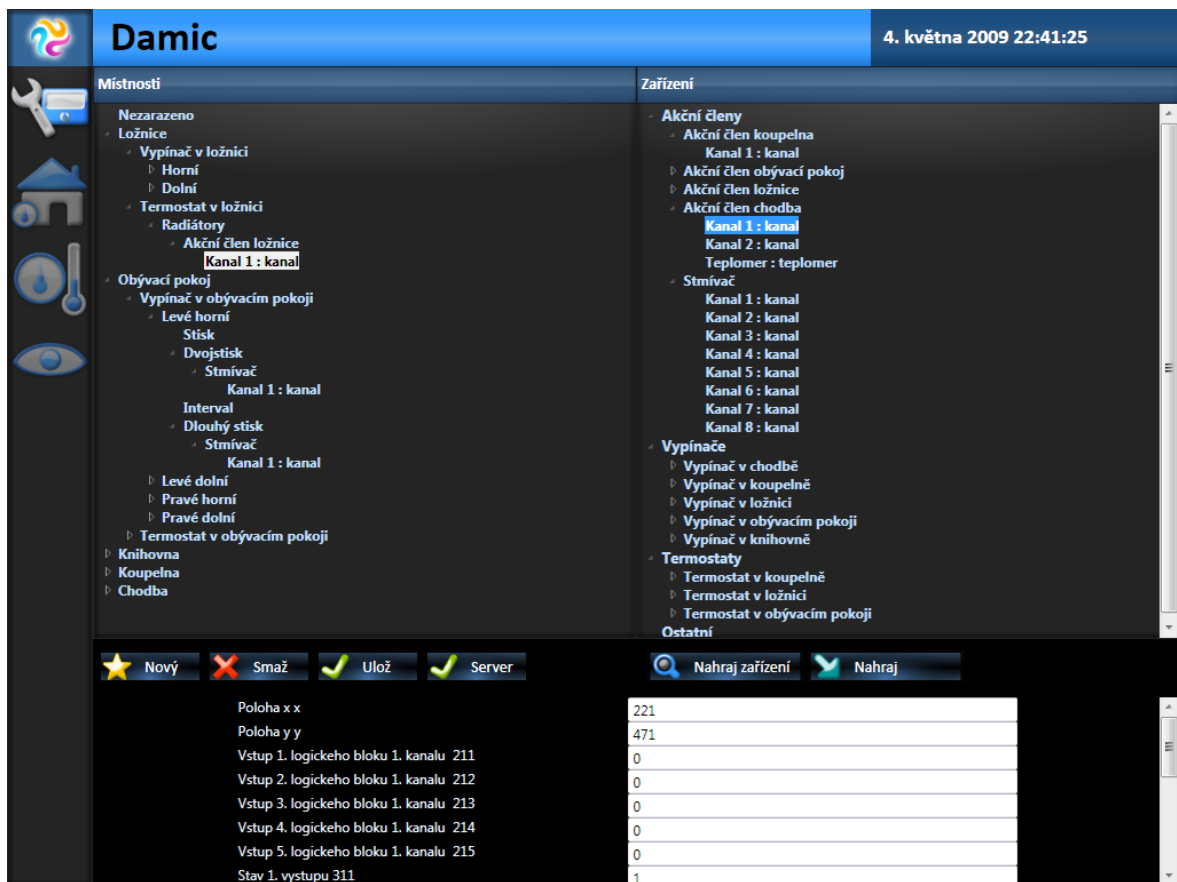 Damic
4. května 2009 22:41:25
Místnosti
Nezarazeno
Ložnice
Vypínač v ložnici
Horní
Dolní
Termostat v ložnici
Radiátory
Akční člen ložnice
Kanal 1 : kanal
Obývací pokoj
Vypínač v obývacím pokoji
Levé horní
Stisk
Dvojstisk
Stmívač
Kanal 1 : kanal
Interval
Dlouhý stisk
Stmívač
Kanal 1 : kanal
Levé dolní
Pravé horní
Pravé dolní
Termostat v obývacím pokoji
Knihovna
Koupelna
Chodba
Zařízení
Akční členy
Akční člen koupelna
Kanal 1 : kanal
Akční člen obývací pokoj
Akční člen ložnice
Akční člen chodba
Kanal 1 : kanal
Kanal 2 : kanal
Teplomer : teplomer
Stmívač
Kanal 1 : kanal
Kanal 2 : kanal
Kanal 3 : kanal
Kanal 4 : kanal
Kanal 5 : kanal
Kanal 6 : kanal
Kanal 7 : kanal
Kanal 8 : kanal
Vypínače
Vypínač v chodbě
Vypínač v koupelně
Vypínač v ložnici
Vypínač v obývacím pokoji
Vypínač v knihovně
Termostaty
Termostat v koupelně
Termostat v ložnici
Termostat v obývacím pokoji
Ostatní
Nový Smaž Ulož Server Nahraj zařízení Nahraj
Poloha x x 221
Poloha y y 471
Vstup 1. logickeho bloku 1. kanalu 211 0
Vstup 2. logickeho bloku 1. kanalu 212 0
Vstup 3. logickeho bloku 1. kanalu 213 0
Vstup 4. logickeho bloku 1. kanalu 214 0
Vstup 5. logickeho bloku 1. kanalu 215 0
Stav 1. vystupu 311 1